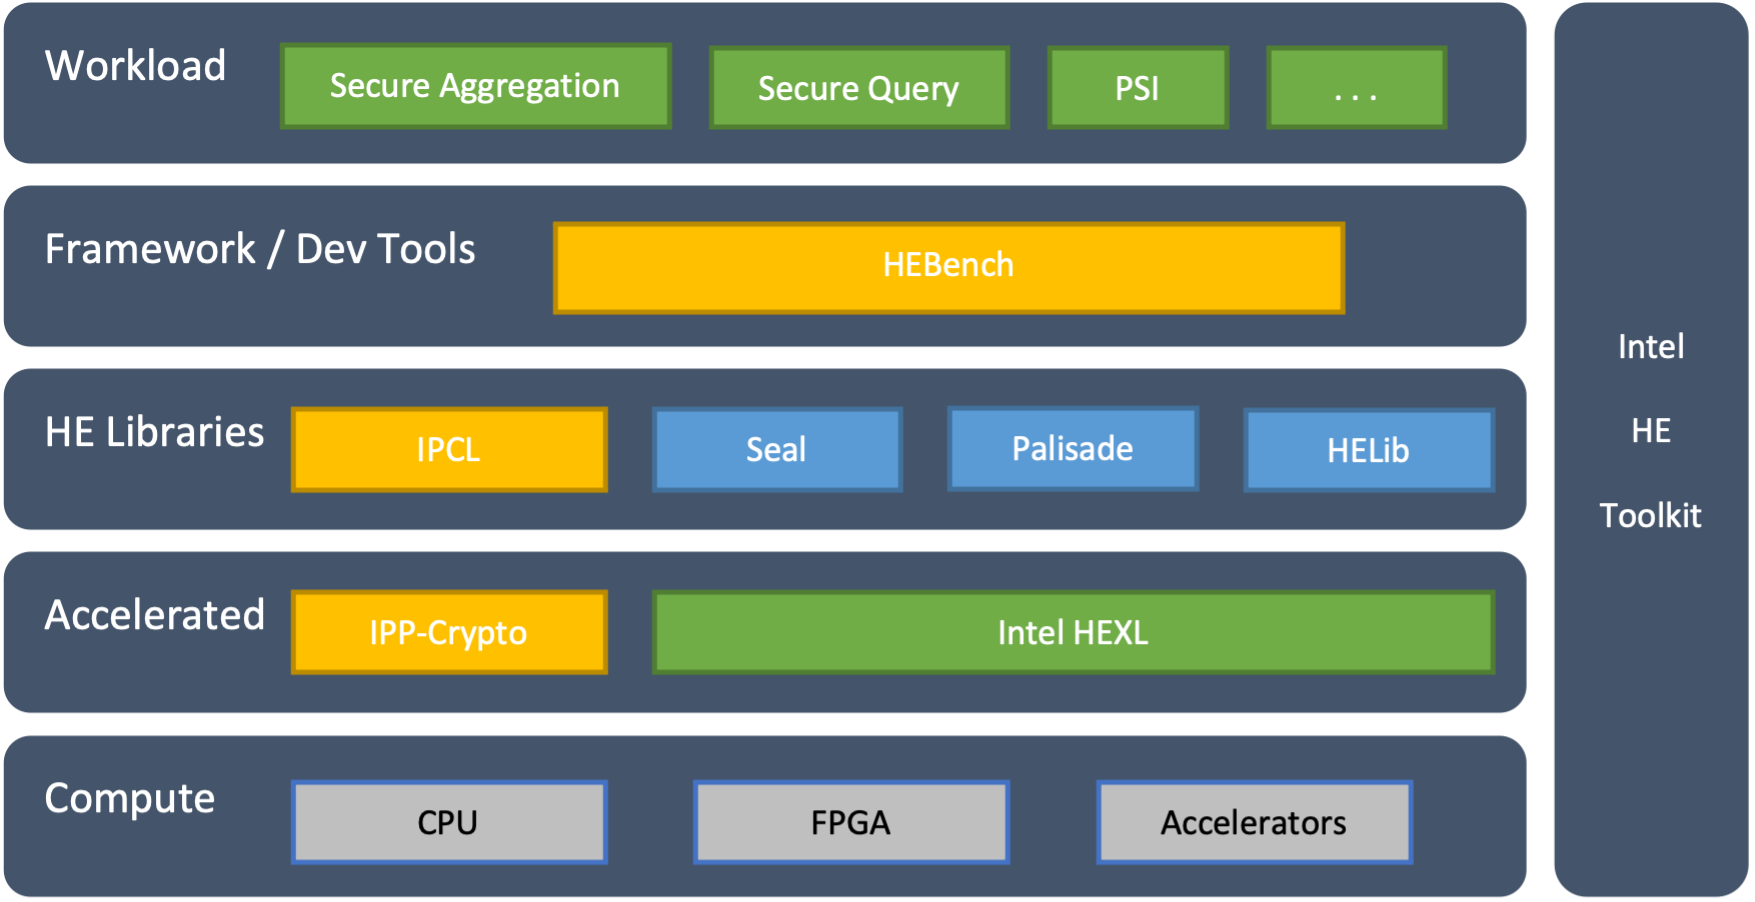 Workload
Secure Aggregation
Secure Query
PSI
. . .
Framework / Dev Tools
HEBench
HE Libraries
IPCL
Seal
Palisade
HELib
Accelerated
IPP-Crypto
Intel HEXL
Compute
CPU
FPGA
Accelerators
Intel
HE
Toolkit